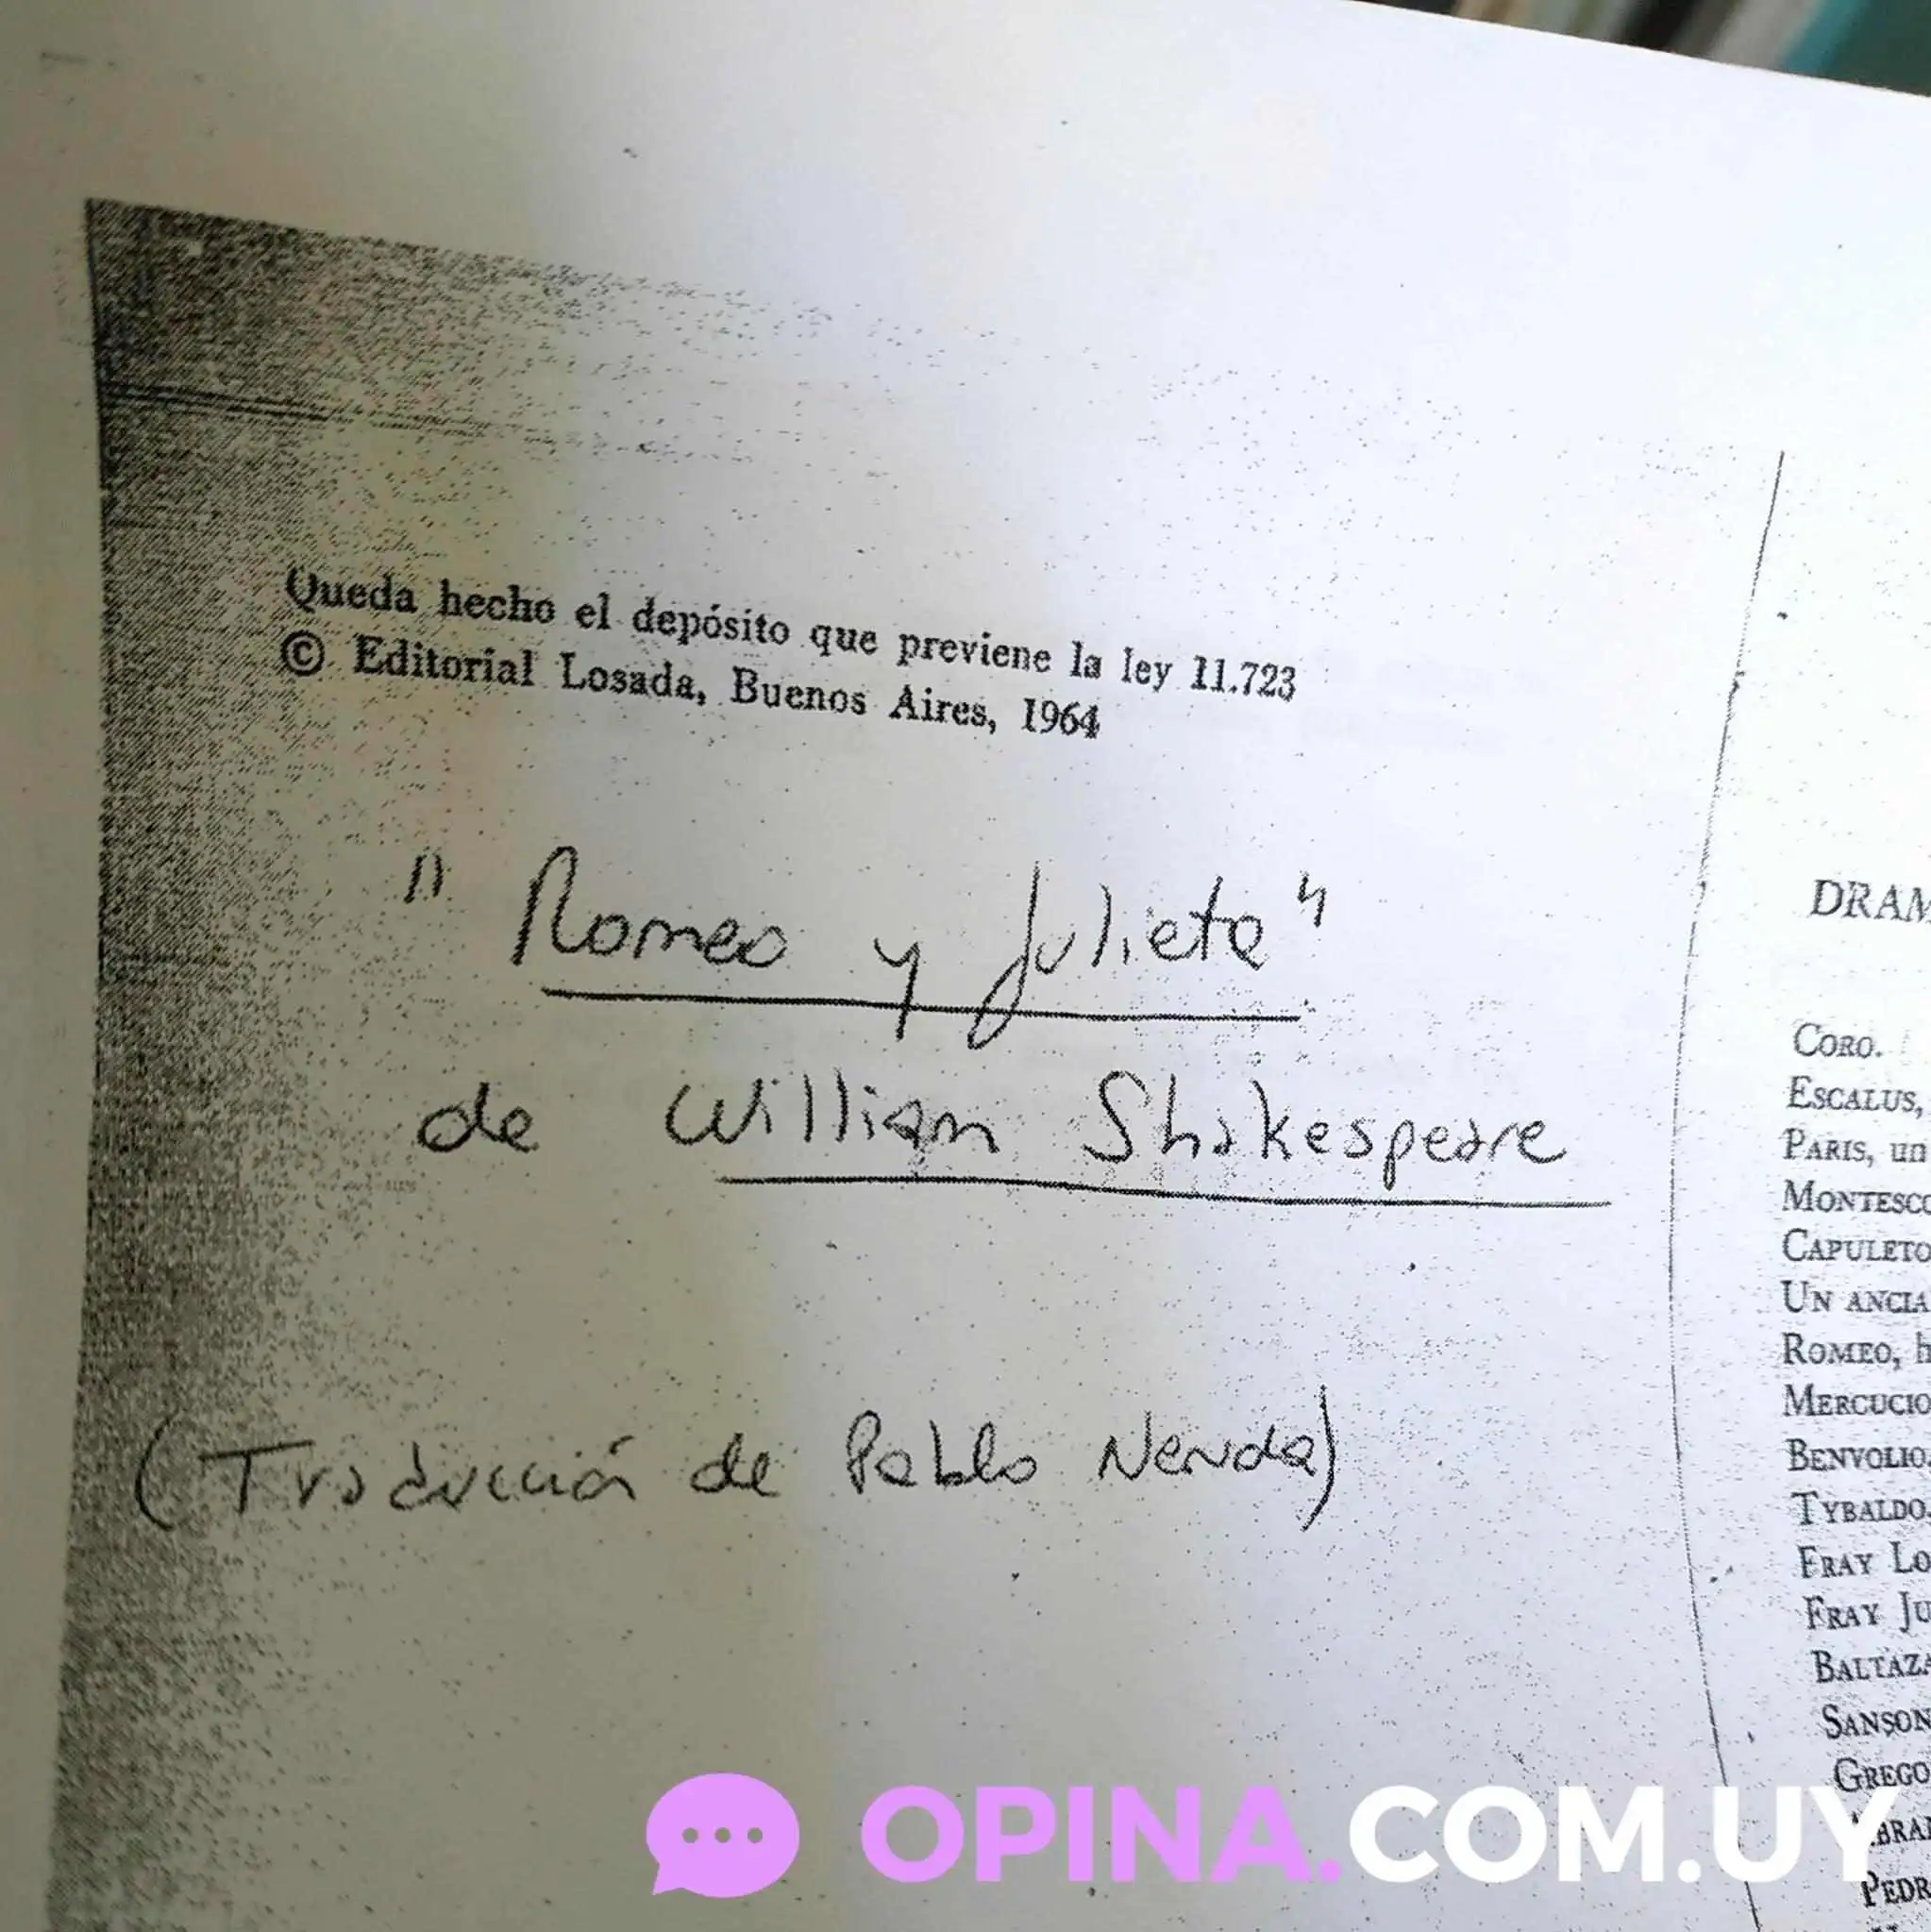 Queda hecho el depósito que previene la ley 11.723
© Editorial Losada, Buenos Aires, 1964
"Romeo y Julieta"
de William Shakespeare
(Traducción de Pablo Neruda)
DRAM
CORO.
ESCALUS,
PARIS, un
MONTESCO
CAPULETO
UN ANCIA
ROMEO, h
MERCUCIO
BENVOLIO
TYBALDO
FRAY LO
FRAY JU
BALTAZA
SANSON
GREGO
ABRA
PEDR
OPINA.COM.UY